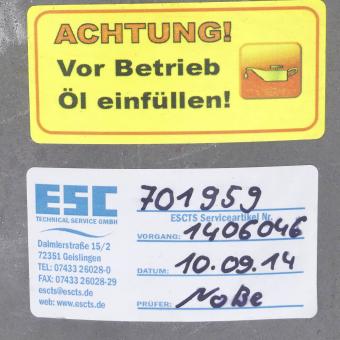 ACHTUNG!
Vor Betrieb
Öl einfüllen!
ESC
TECHNICAL SERVICE GMBH
Dalmierstraße 15/2
72351 Geislingen
TEL: 07433 26028-0
FAX: 07433 26028-29
escts@escts.de
web: www.escts.de
701959
ESCTS Serviceartikel Nr.
VORGANG: 1406046
DATUM: 10.09.14
PRÜFER: Noße